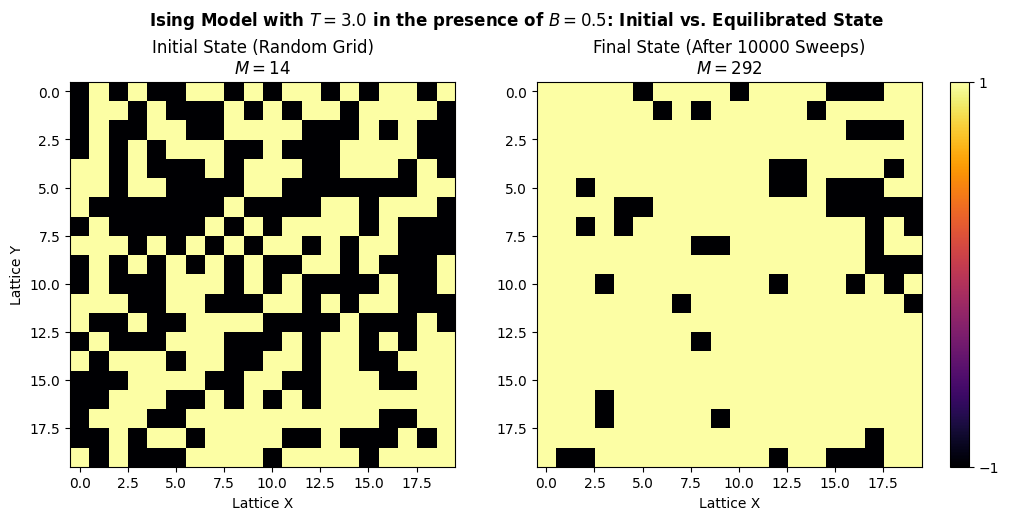 Ising Model with T = 3.0 in the presence of B = 0.5: Initial vs. Equilibrated State
Initial State (Random Grid)
M = 14
0.0
2.5
5.0
7.5
10.0
12.5
15.0
17.5
Lattice Y
0.0 2.5 5.0 7.5 10.0 12.5 15.0 17.5
Lattice X
Final State (After 10000 Sweeps)
M = 292
0.0
2.5
5.0
7.5
10.0
12.5
15.0
17.5
0.0 2.5 5.0 7.5 10.0 12.5 15.0 17.5
Lattice X
1
−1